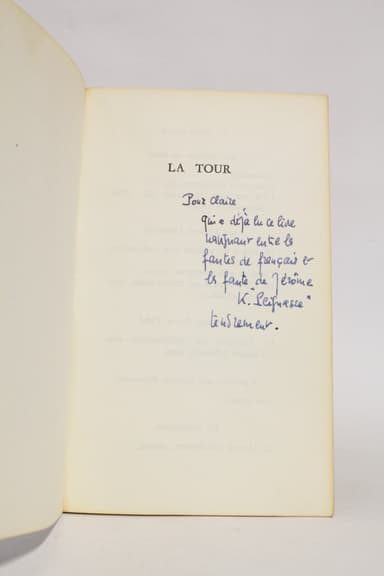 LA TOUR
Pour Claire
qui a déjà lu ce livre
naviguant entre les
fautes de français et
les fautes de Jérôme
K.
tendrement.